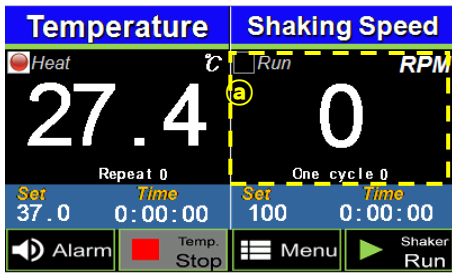 Temperature Shaking Speed
Heat ℃ Run RPM
ⓐ
27.4 0
Repeat 0 One cycle 0
Set Time Set Time
37.0 0:00:00 100 0:00:00
Alarm Temp. Stop Menu Shaker Run